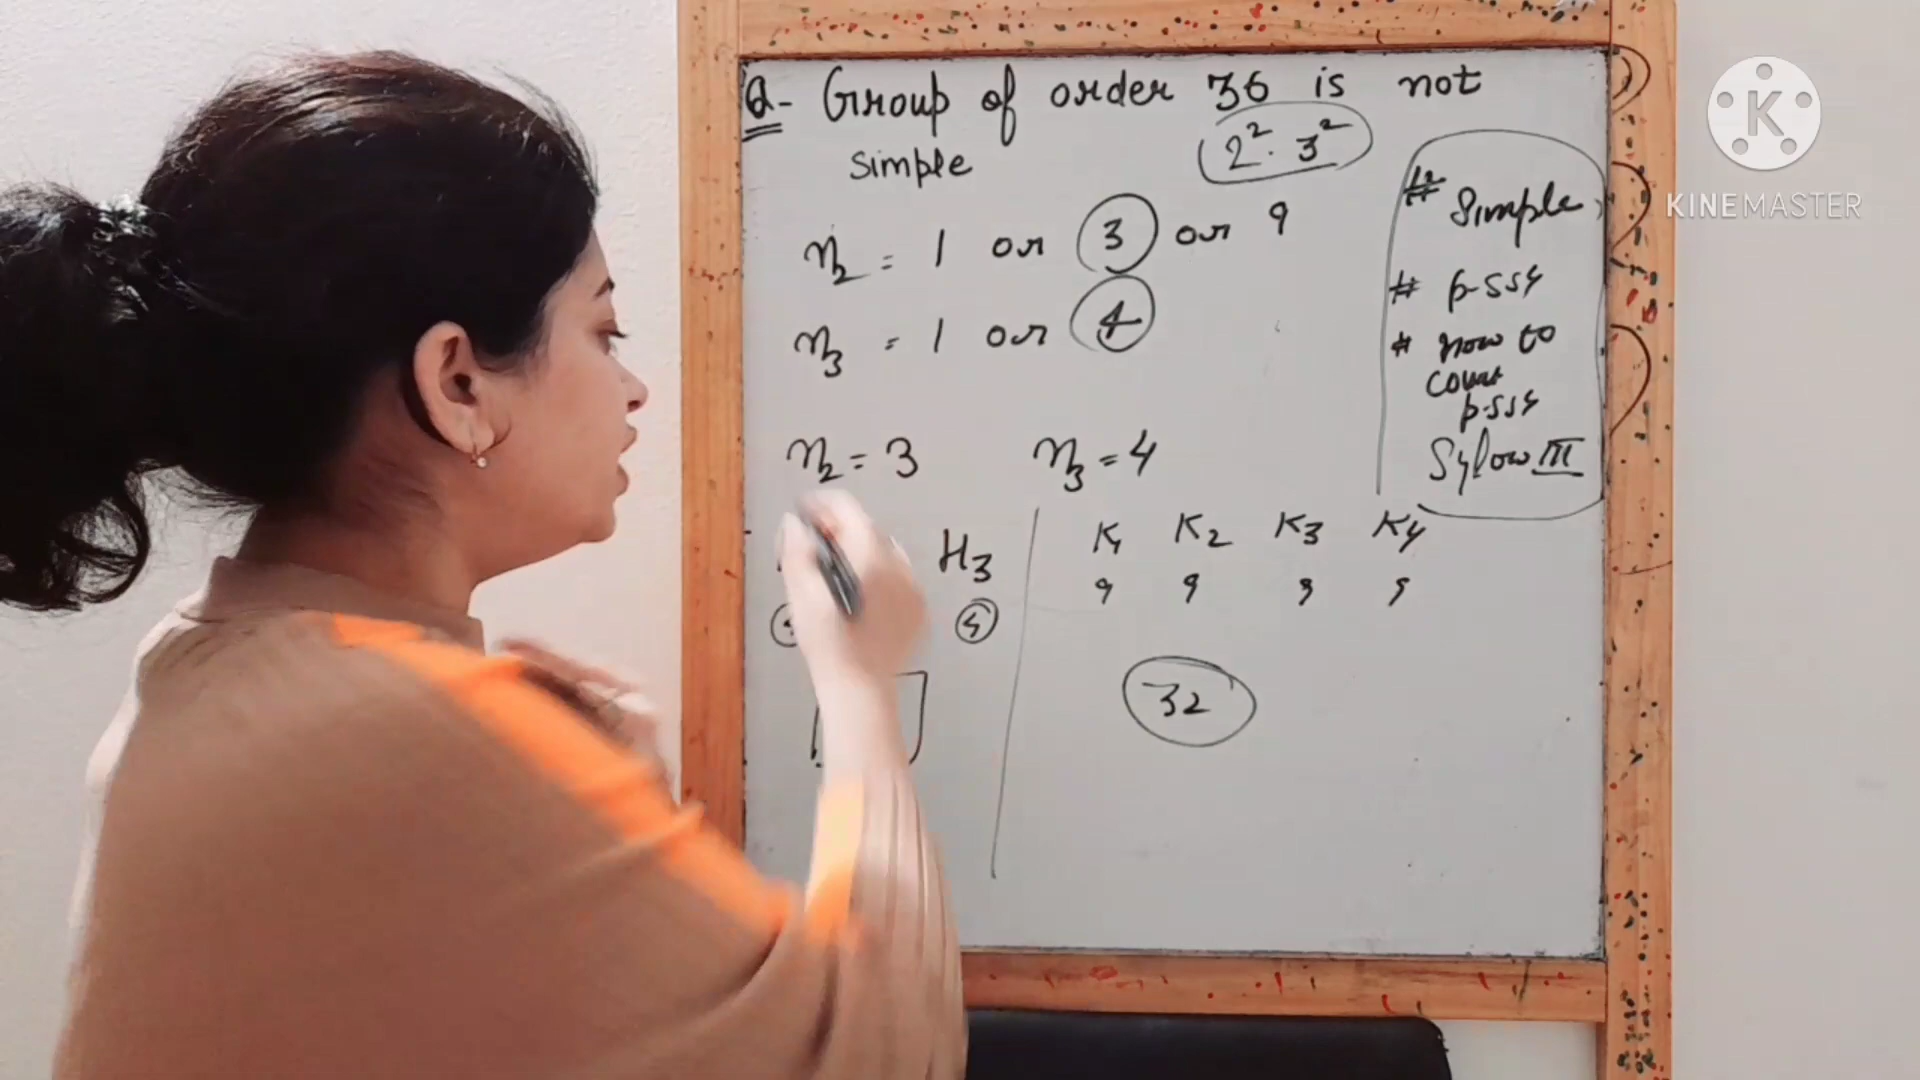 Q- Group of order 36 is not
simple
2². 3²
n₂ = 1 or 3 or 9
n₃ = 1 or 4
n₂ = 3 n₃ = 4
H₃
K₁ K₂ K₃ K₄
9 9 9 9
32
# Simple
# p-SSG
# How to
count
p-SSG
Sylow III
K
KINEMASTER